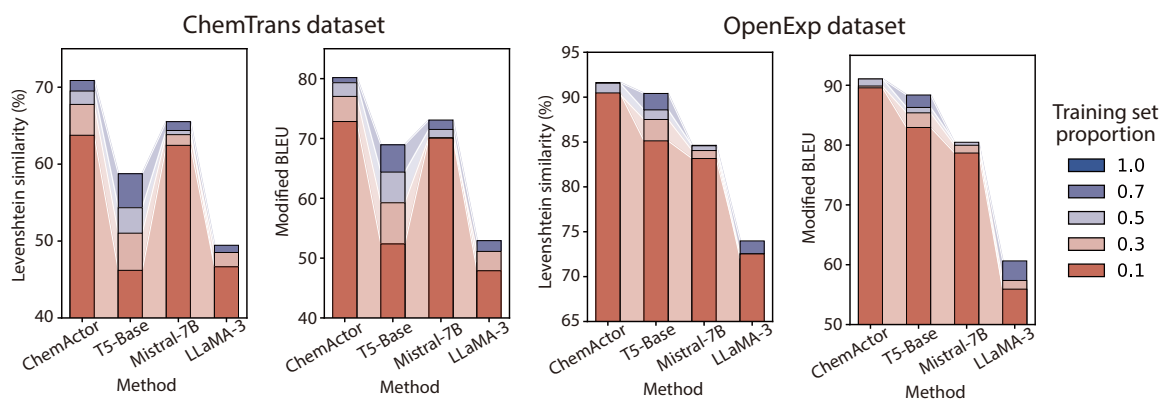 ChemTrans dataset
OpenExp dataset
Levenshtein similarity (%)
70
60
50
40
ChemActor
T5-Base
Mistral-7B
LLaMA-3
Method
Modified BLEU
80
70
60
50
40
ChemActor
T5-Base
Mistral-7B
LLaMA-3
Method
Levenshtein similarity (%)
95
90
85
80
75
70
65
ChemActor
T5-Base
Mistral-7B
LLaMA-3
Method
Modified BLEU
90
80
70
60
50
ChemActor
T5-Base
Mistral-7B
LLaMA-3
Method
Training set
proportion
1.0
0.7
0.5
0.3
0.1